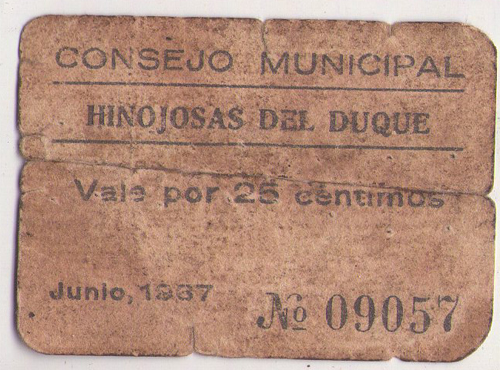 CONSEJO MUNICIPAL
HINOJOSAS DEL DUQUE
Vale por 25 céntimos
Junio, 1937 No 09057